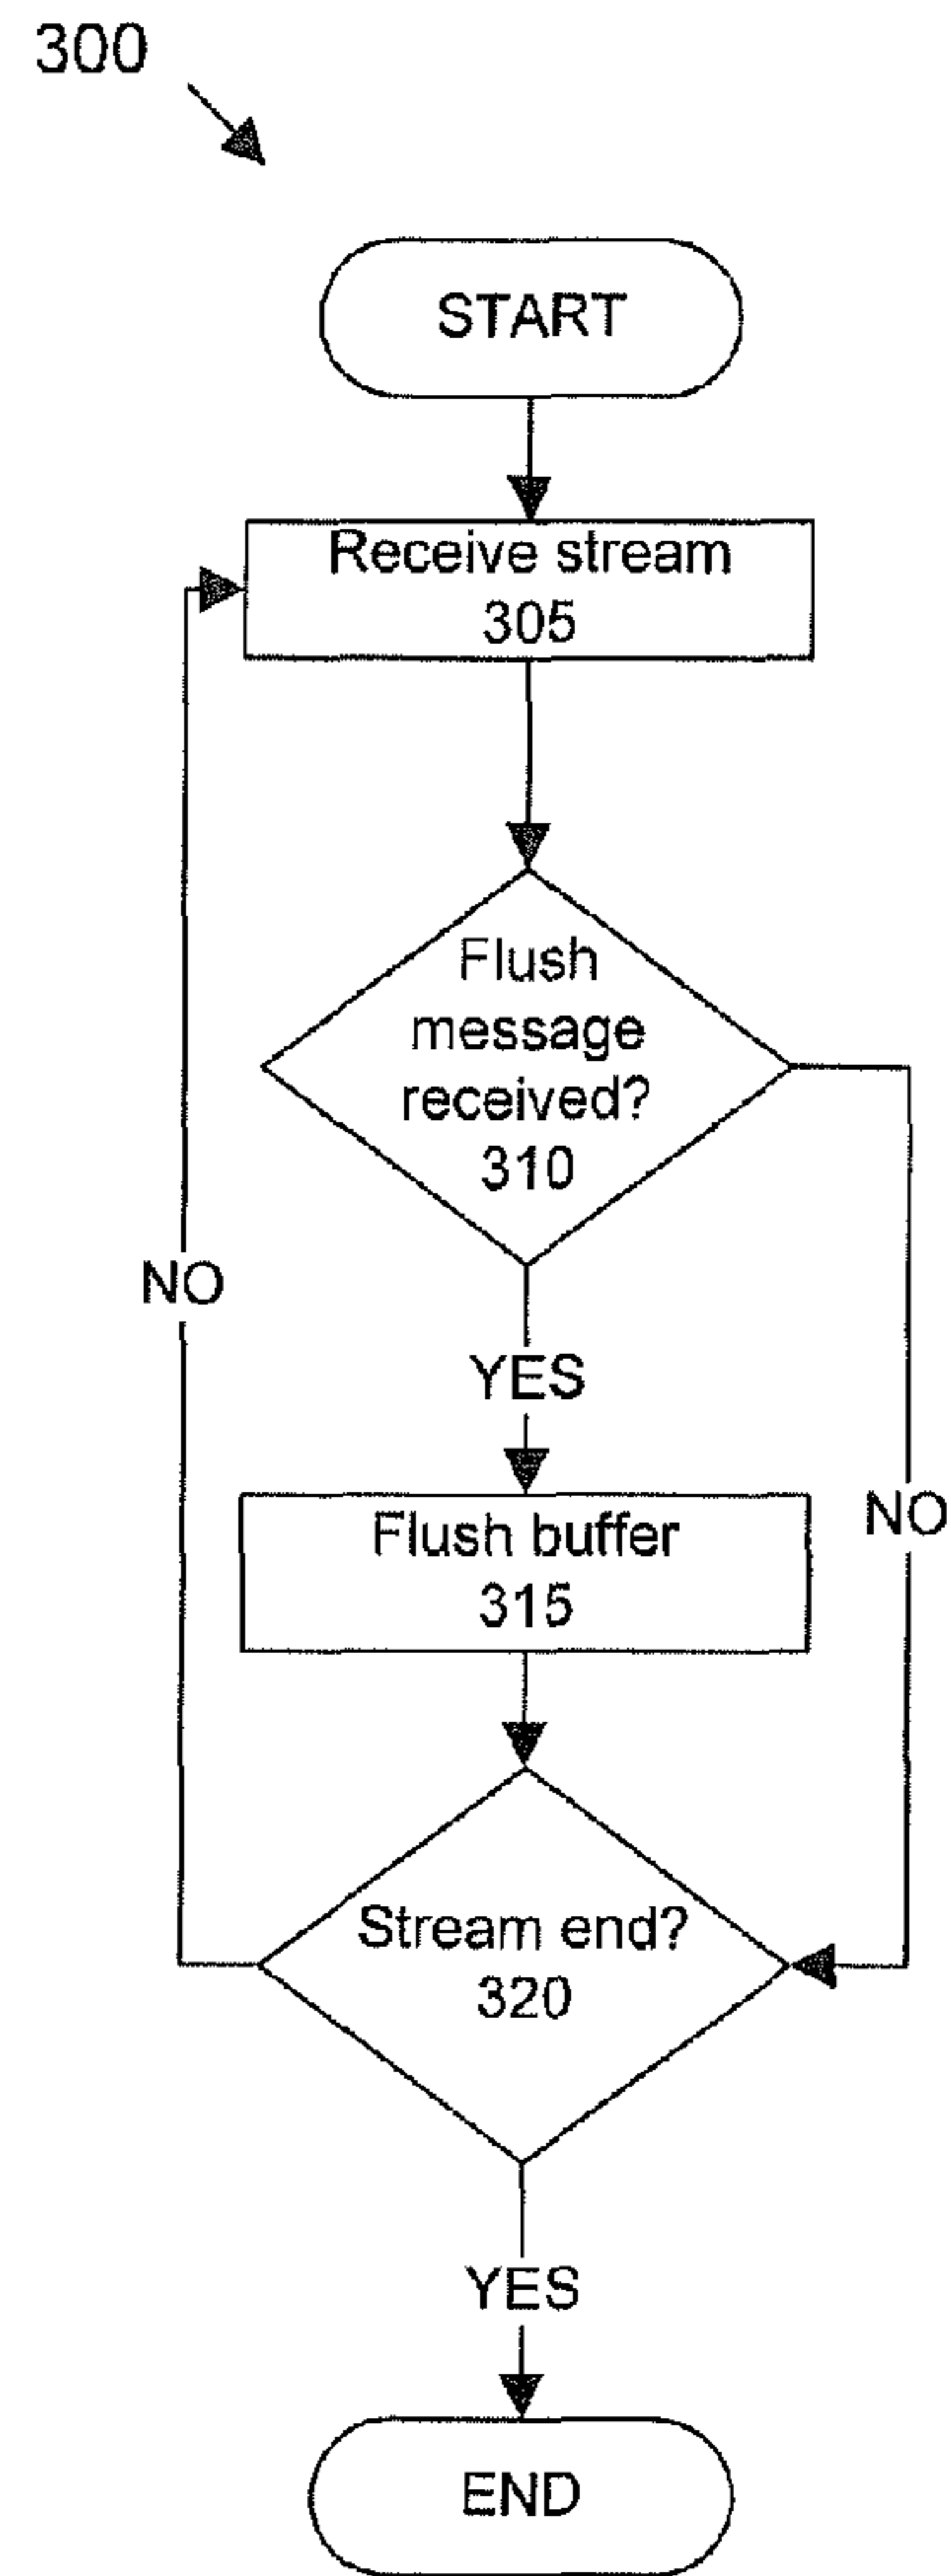 300
START
Receive stream
305
Flush
message
received?
310
NO
YES
Flush buffer
315
NO
Stream end?
320
YES
END